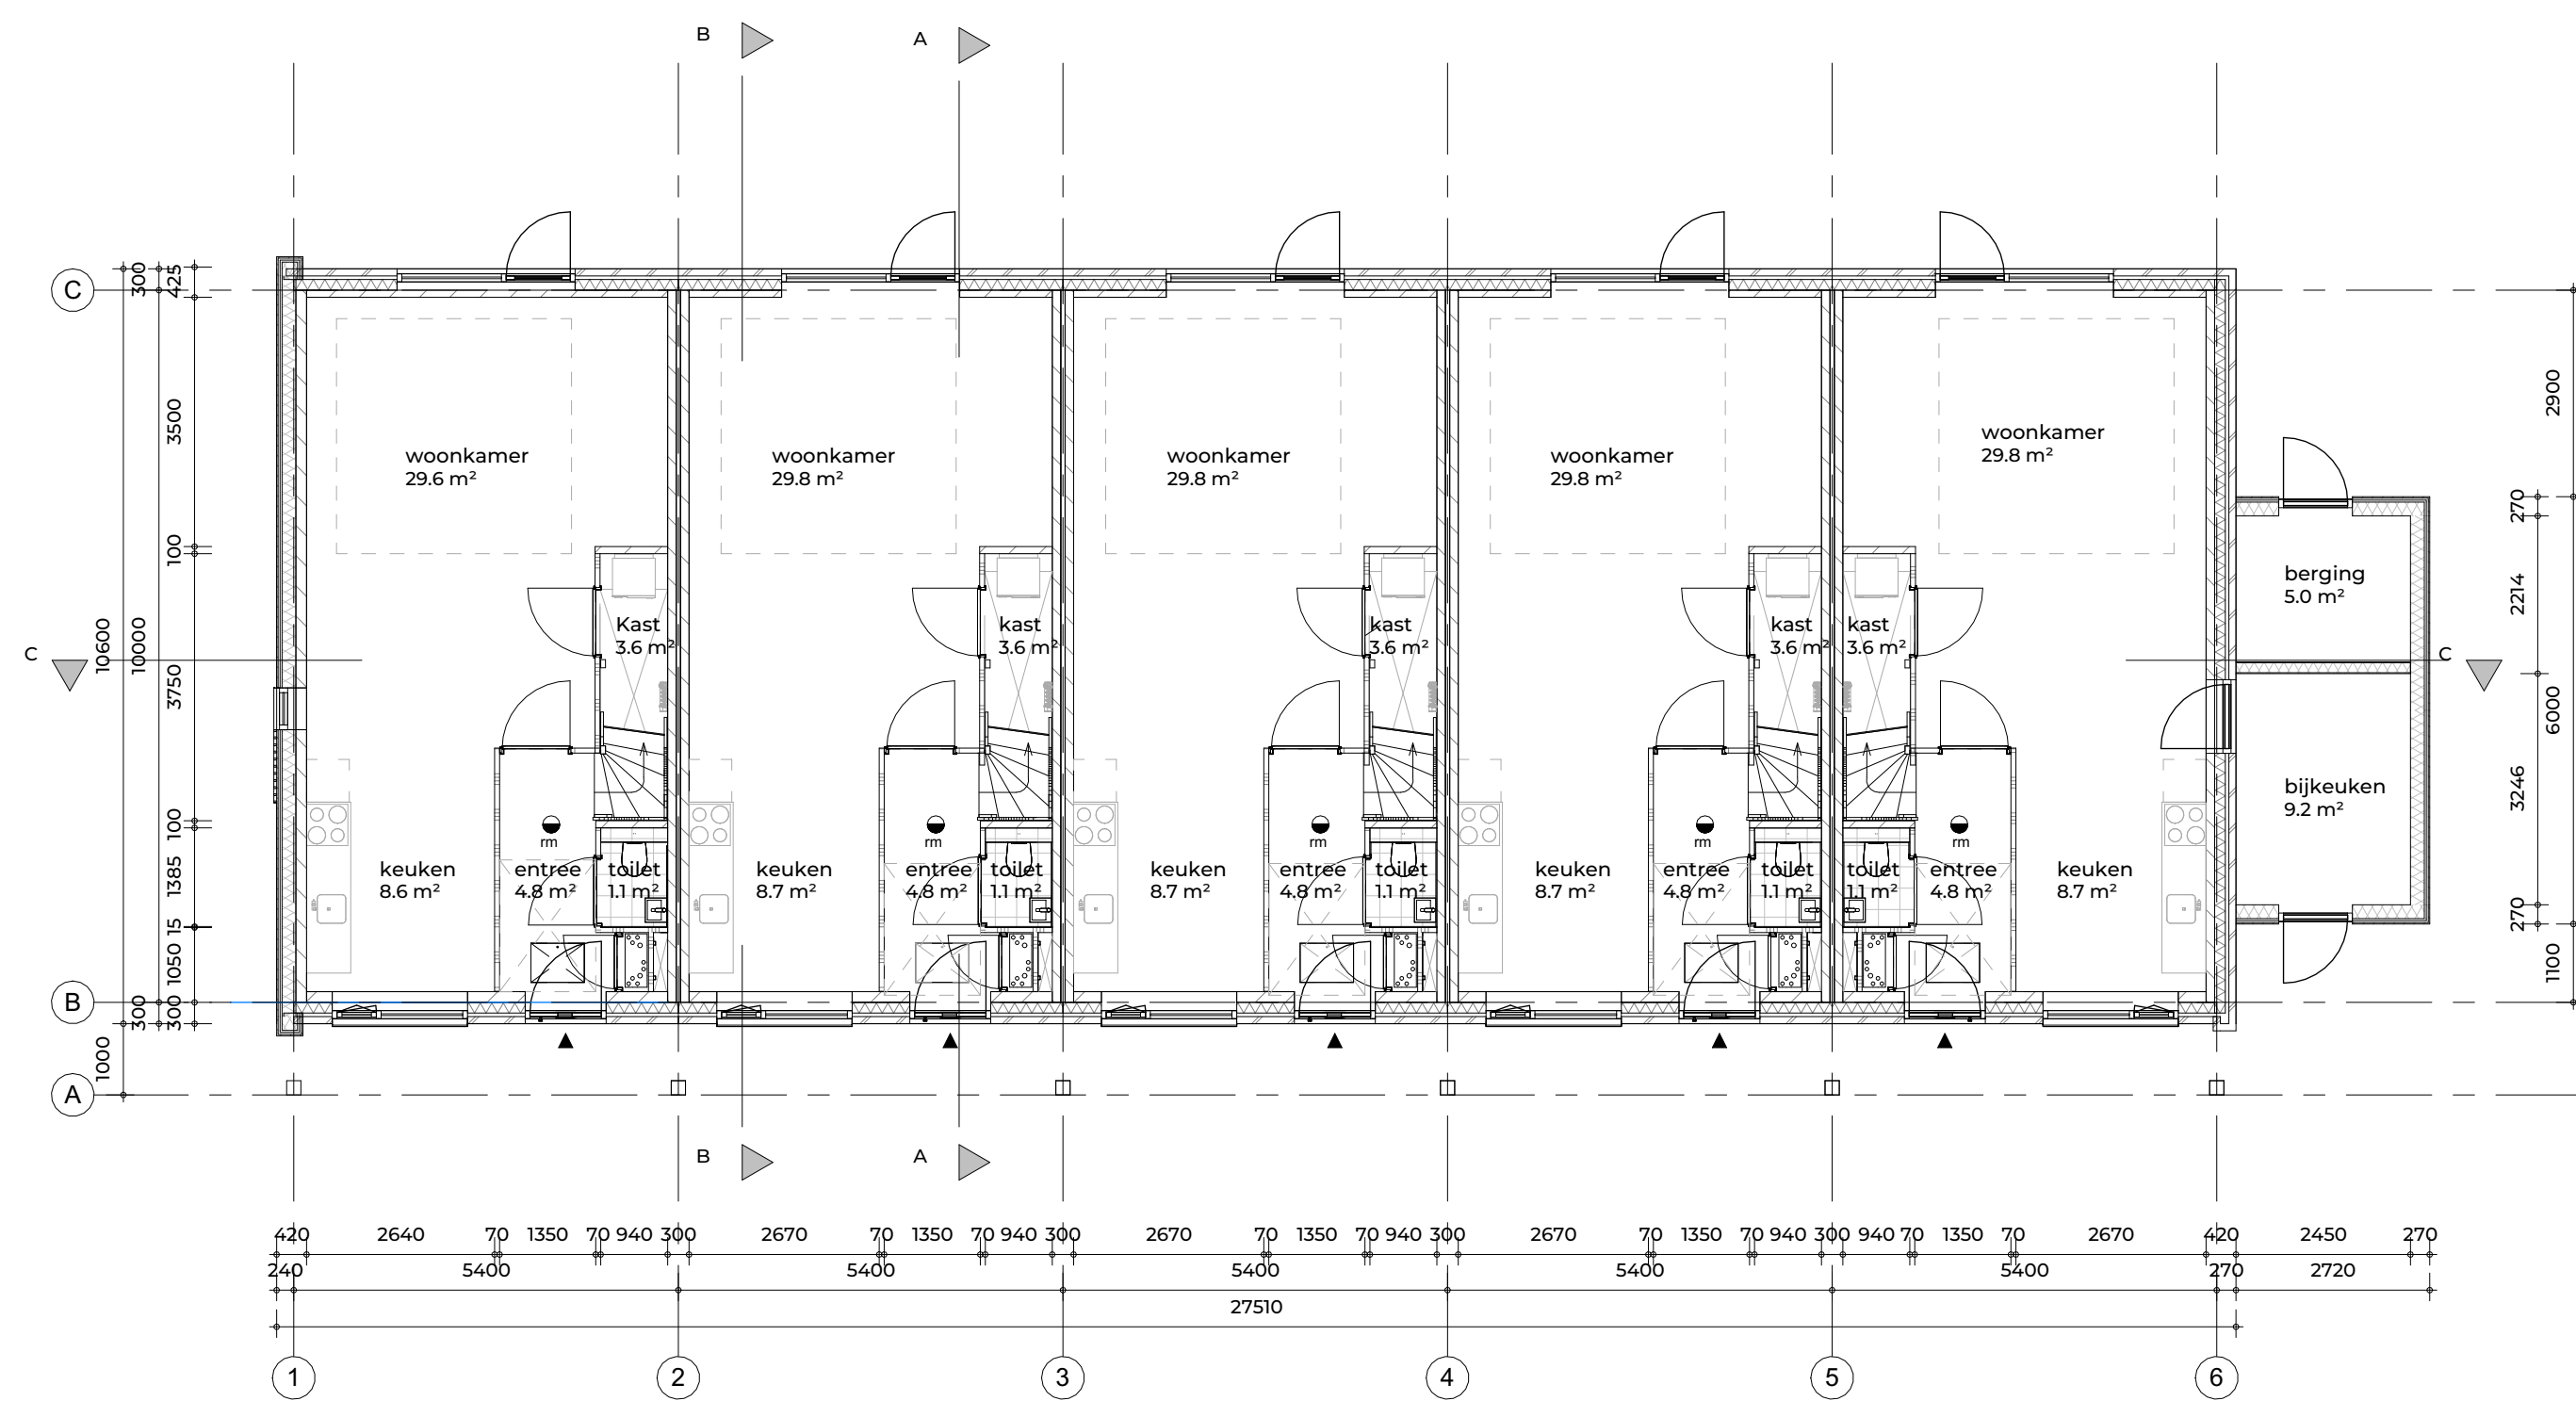 B
A
C
300
425
2900
3500
woonkamer
29.6 m²
woonkamer
29.8 m²
woonkamer
29.8 m²
woonkamer
29.8 m²
woonkamer
29.8 m²
100
270
berging
5.0 m²
2214
Kast
3.6 m²
kast
3.6 m²
kast
3.6 m²
kast
3.6 m²
kast
3.6 m²
C
10600
10000
3750
C
6000
3246
bijkeuken
9.2 m²
100
rm
rm
rm
rm
rm
1385
keuken
8.6 m²
entree
4.8 m²
toilet
1.1 m²
keuken
8.7 m²
entree
4.8 m²
toilet
1.1 m²
keuken
8.7 m²
entree
4.8 m²
toilet
1.1 m²
keuken
8.7 m²
entree
4.8 m²
toilet
1.1 m²
toilet
1.1 m²
entree
4.8 m²
keuken
8.7 m²
270
15
1050
1100
B
300
300
1000
A
B
A
420 2640 70 1350 70 940 300 2670 70 1350 70 940 300 2670 70 1350 70 940 300 2670 70 1350 70 940 300 940 70 1350 70 2670 420 2450 270
240 5400 5400 5400 5400 5400 270 2720
27510
1 2 3 4 5 6